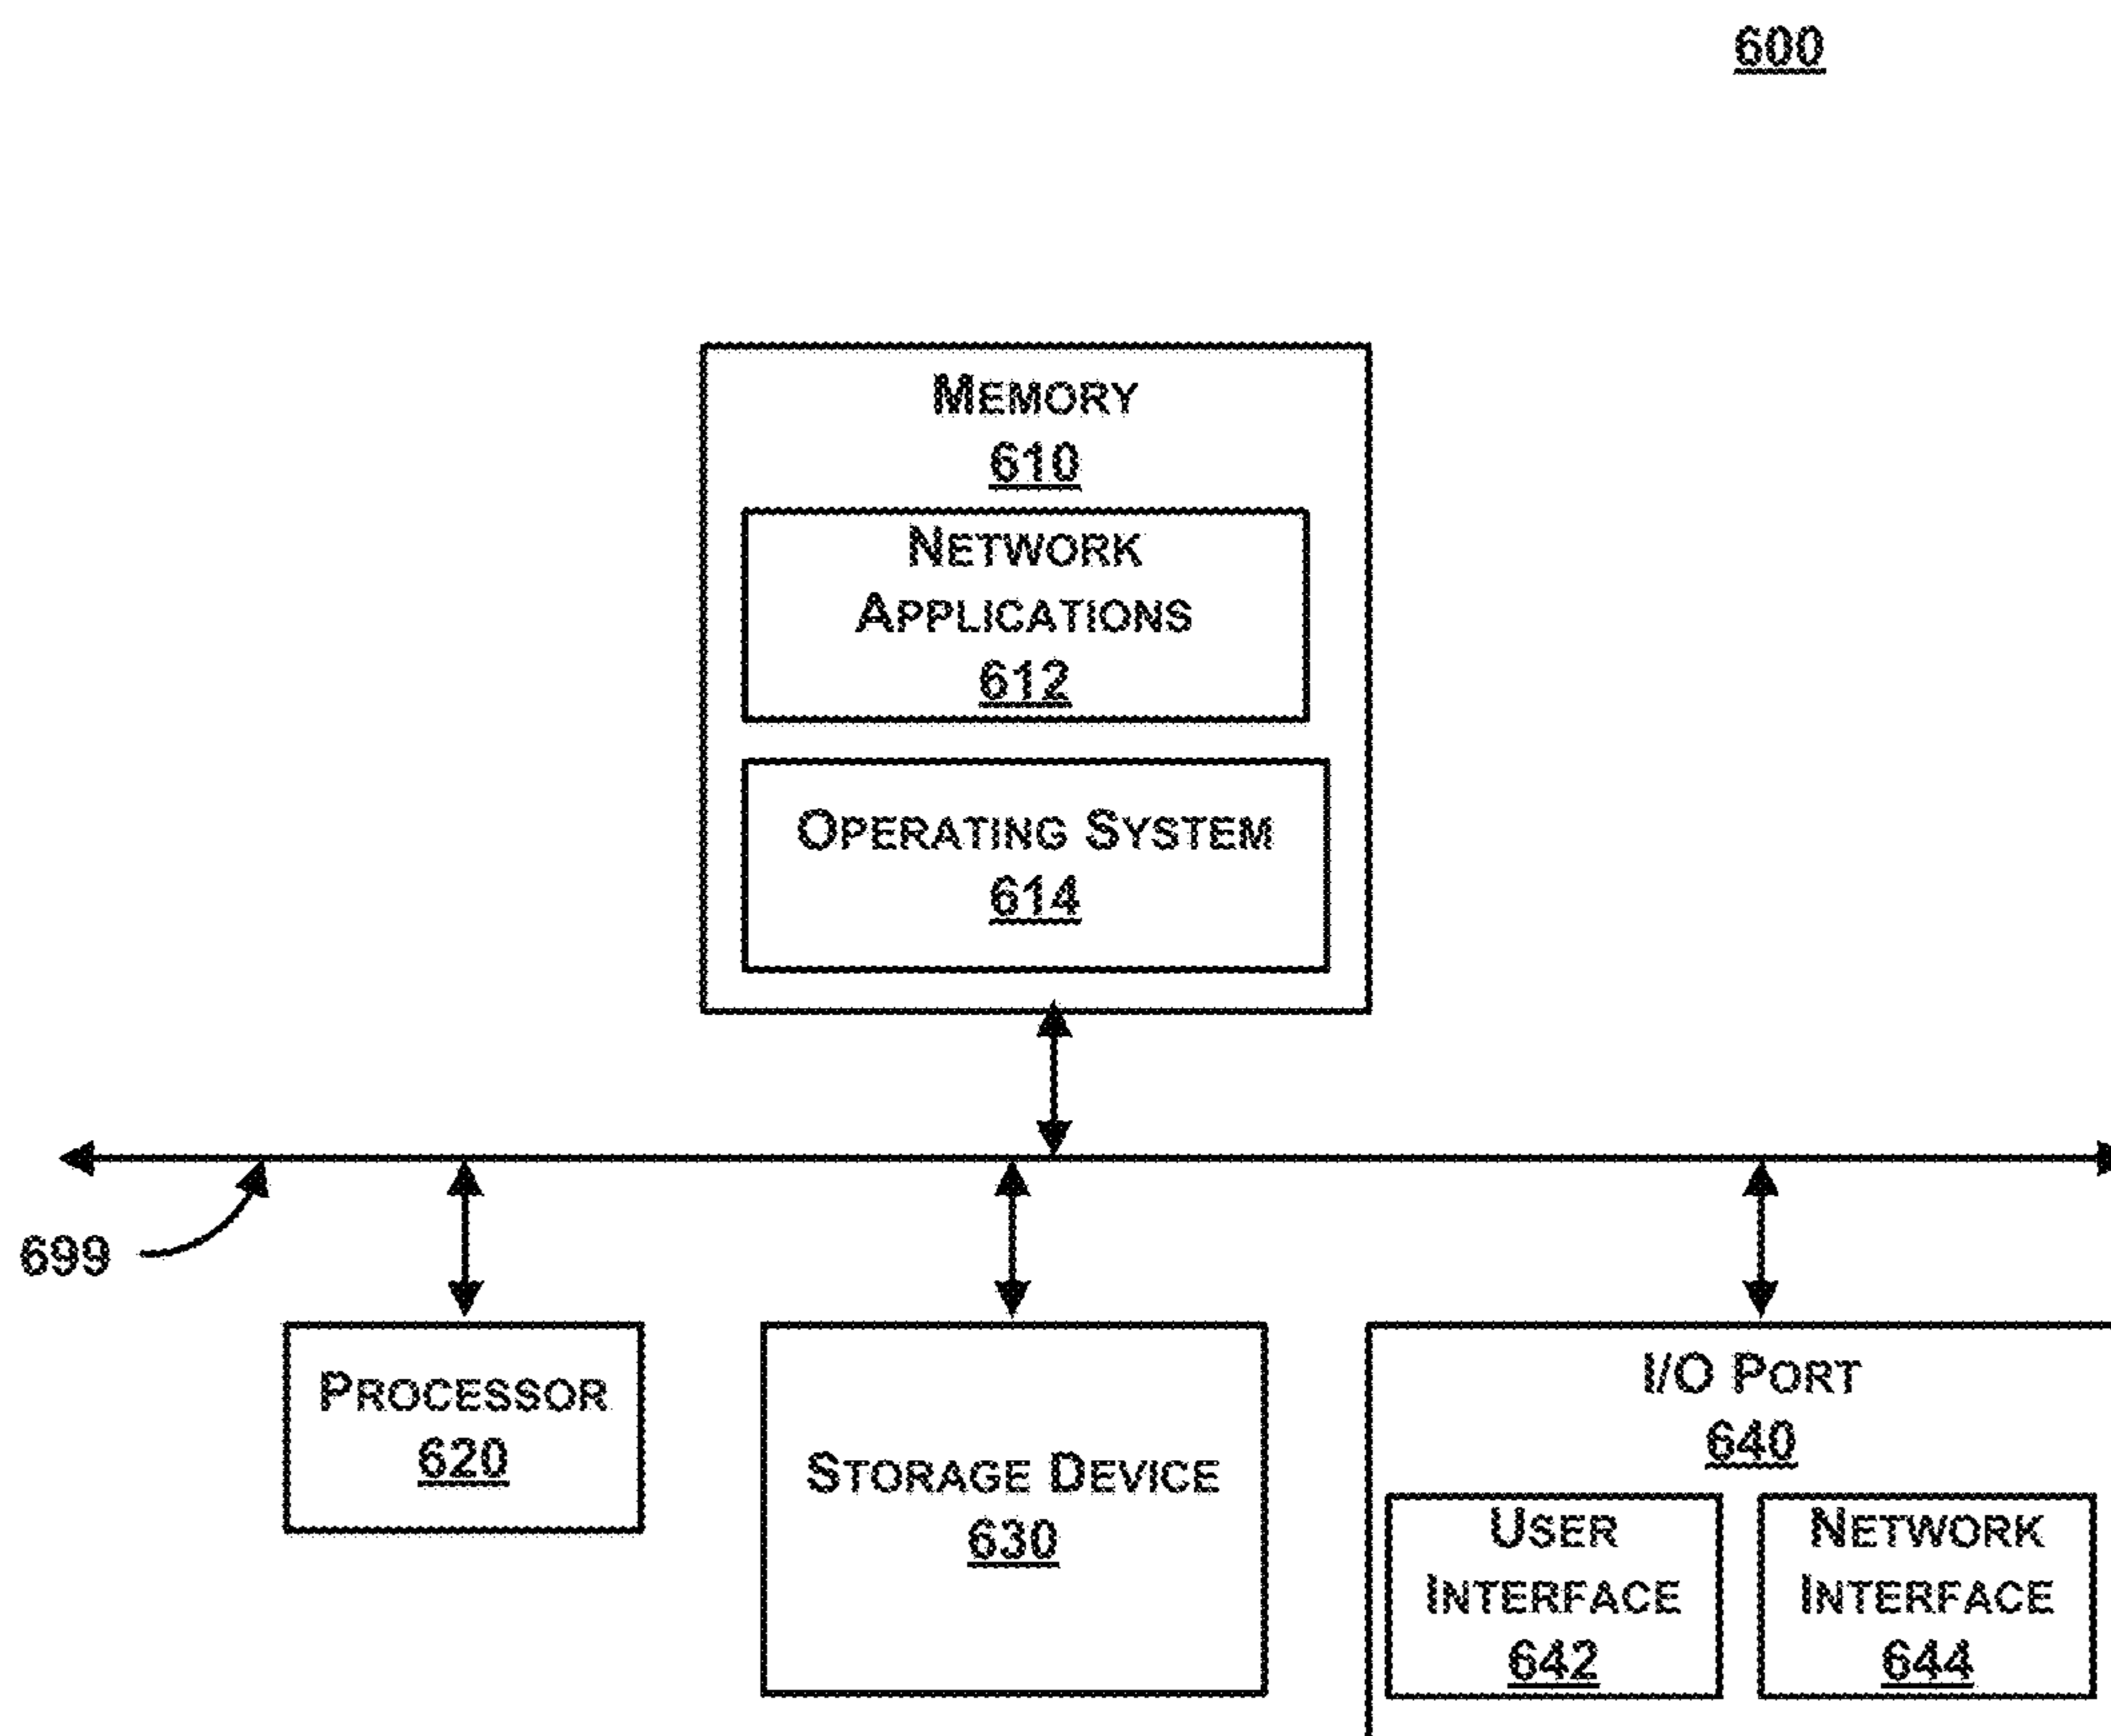 600
MEMORY
610
NETWORK
APPLICATIONS
612
OPERATING SYSTEM
614
699
PROCESSOR
620
STORAGE DEVICE
630
I/O PORT
640
USER
INTERFACE
642
NETWORK
INTERFACE
644